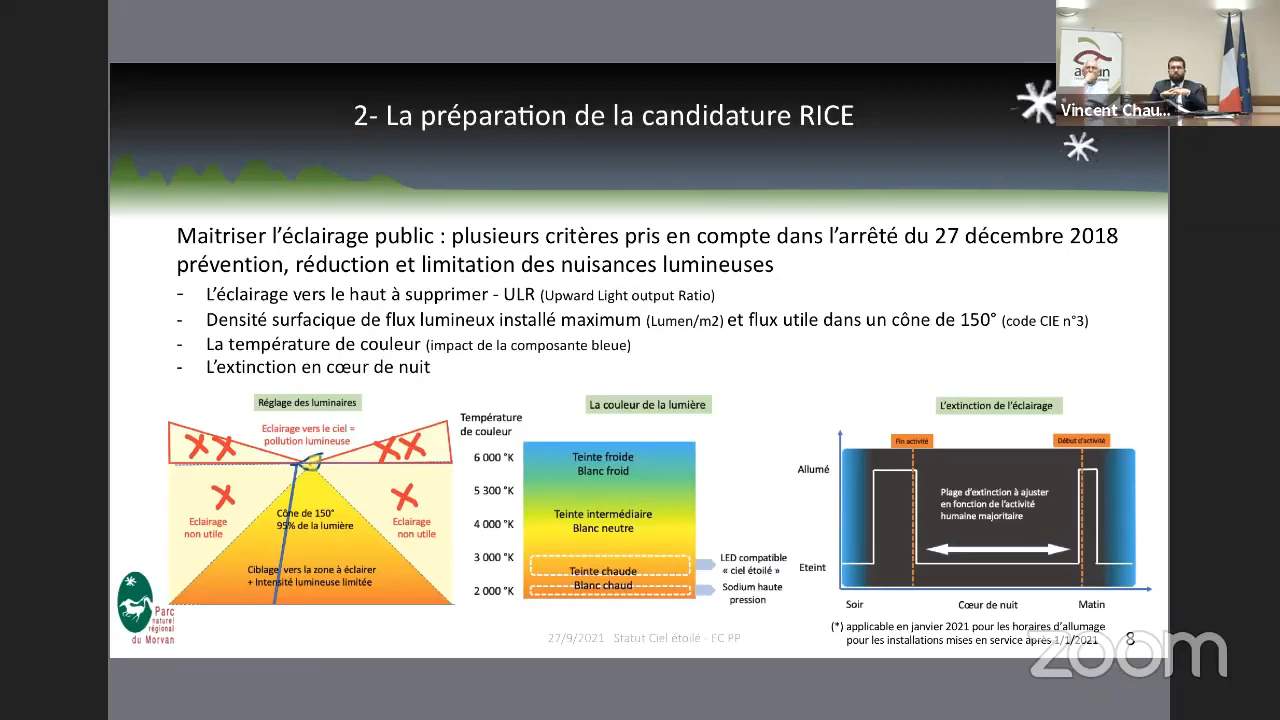 2- La préparation de la candidature RICE
Vincent Chau...
Maitriser l'éclairage public : plusieurs critères pris en compte dans l'arrêté du 27 décembre 2018
prévention, réduction et limitation des nuisances lumineuses
- L'éclairage vers le haut à supprimer - ULR (Upward Light output Ratio)
- Densité surfacique de flux lumineux installé maximum (Lumen/m2) et flux utile dans un cône de 150° (code CIE n°3)
- La température de couleur (impact de la composante bleue)
- L'extinction en cœur de nuit
Réglage des luminaires
Eclairage vers le ciel =
pollution lumineuse
Eclairage
non utile
Cône de 150°
95% de la lumière
Eclairage
non utile
Ciblage vers la zone à éclairer
+ Intensité lumineuse limitée
Parc
naturel
régional
du Morvan
La couleur de la lumière
Température
de couleur
6 000 °K
5 300 °K
4 000 °K
3 000 °K
2 000 °K
Teinte froide
Blanc froid
Teinte intermédiaire
Blanc neutre
Teinte chaude
Blanc chaud
LED compatible
« ciel étoilé »
Sodium haute
pression
L'extinction de l'éclairage
Fin activité
Début d'activité
Allumé
Plage d'extinction à ajuster
en fonction de l'activité
humaine majoritaire
Eteint
Soir
Cœur de nuit
Matin
(*) applicable en janvier 2021 pour les horaires d'allumage
pour les installations mises en service après 1/1/2021
27/9/2021 Statut Ciel étoilé - FC PP
8
zoom